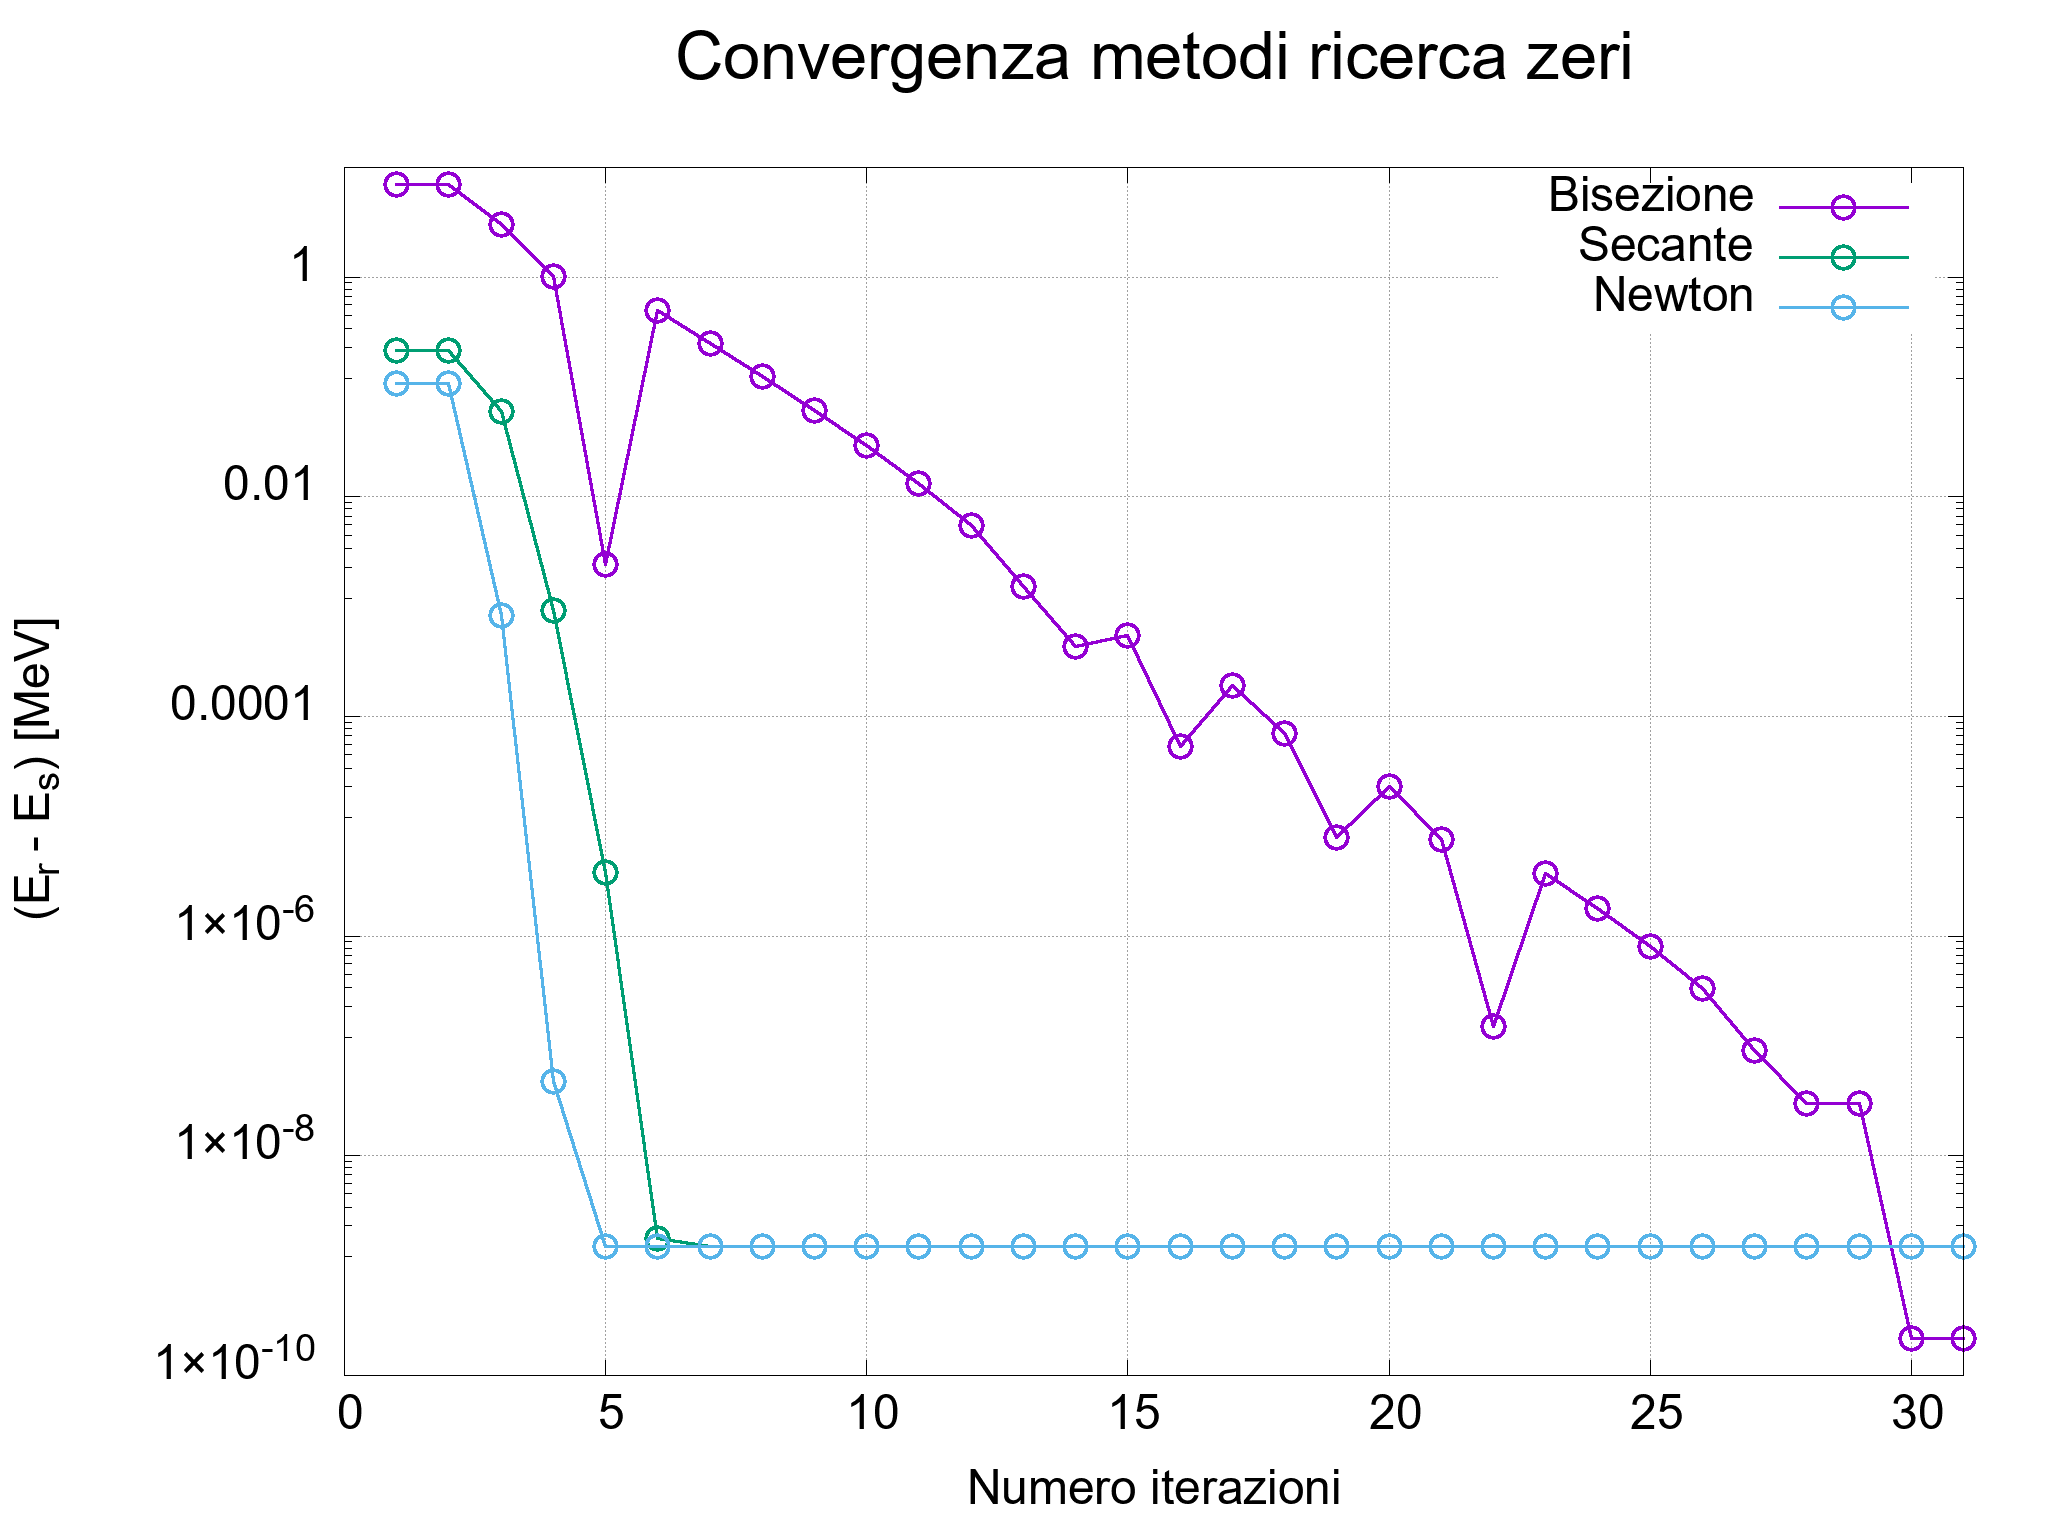 Convergenza metodi ricerca zeri
Bisezione
Secante
Newton
1
0.01
0.0001
1×10⁻⁶
1×10⁻⁸
1×10⁻¹⁰
(Eᵣ - Eₛ) [MeV]
0 5 10 15 20 25 30
Numero iterazioni